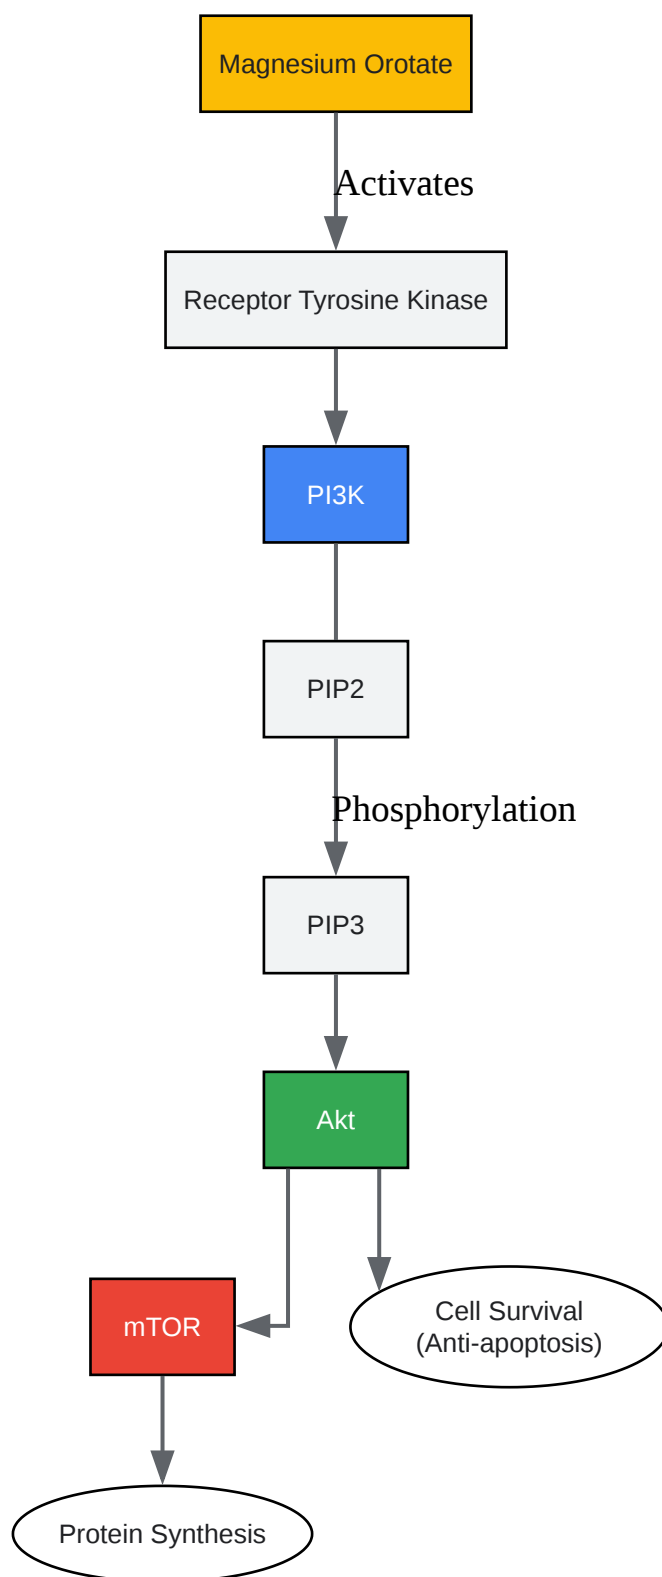 Magnesium Orotate
Activates
Receptor Tyrosine Kinase
PI3K
PIP2
Phosphorylation
PIP3
Akt
mTOR
Cell Survival
(Anti-apoptosis)
Protein Synthesis